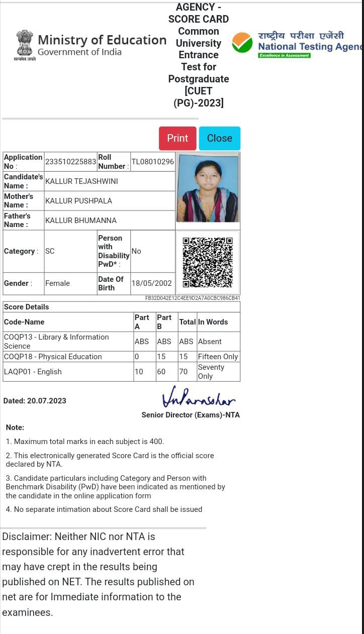 AGENCY -
SCORE CARD
Common
University
Entrance
Test for
Postgraduate
[CUET
(PG)-2023]
Ministry of Education
Government of India
राष्ट्रीय परीक्षा एजेंसी
National Testing Agen
Excellence in Assessment
Print
Close
Application No : 233510225883 Roll Number : TL08010296
Candidate's Name : KALLUR TEJASHWINI
Mother's Name : KALLUR PUSHPALA
Father's Name : KALLUR BHUMANNA
Category : SC Person with Disability PwD* : No
Gender : Female Date Of Birth 18/05/2002
Score Details
Code-Name Part A Part B Total In Words
COQP13 - Library & Information Science ABS ABS ABS Absent
COQP18 - Physical Education 0 15 15 Fifteen Only
LAQP01 - English 10 60 70 Seventy Only
Dated: 20.07.2023
Senior Director (Exams)-NTA
Note:
1. Maximum total marks in each subject is 400.
2. This electronically generated Score Card is the official score
declared by NTA.
3. Candidate particulars including Category and Person with
Benchmark Disability (PwD) have been indicated as mentioned by
the candidate in the online application form
4. No separate intimation about Score Card shall be issued
Disclaimer: Neither NIC nor NTA is
responsible for any inadvertent error that
may have crept in the results being
published on NET. The results published on
net are for Immediate information to the
examinees.